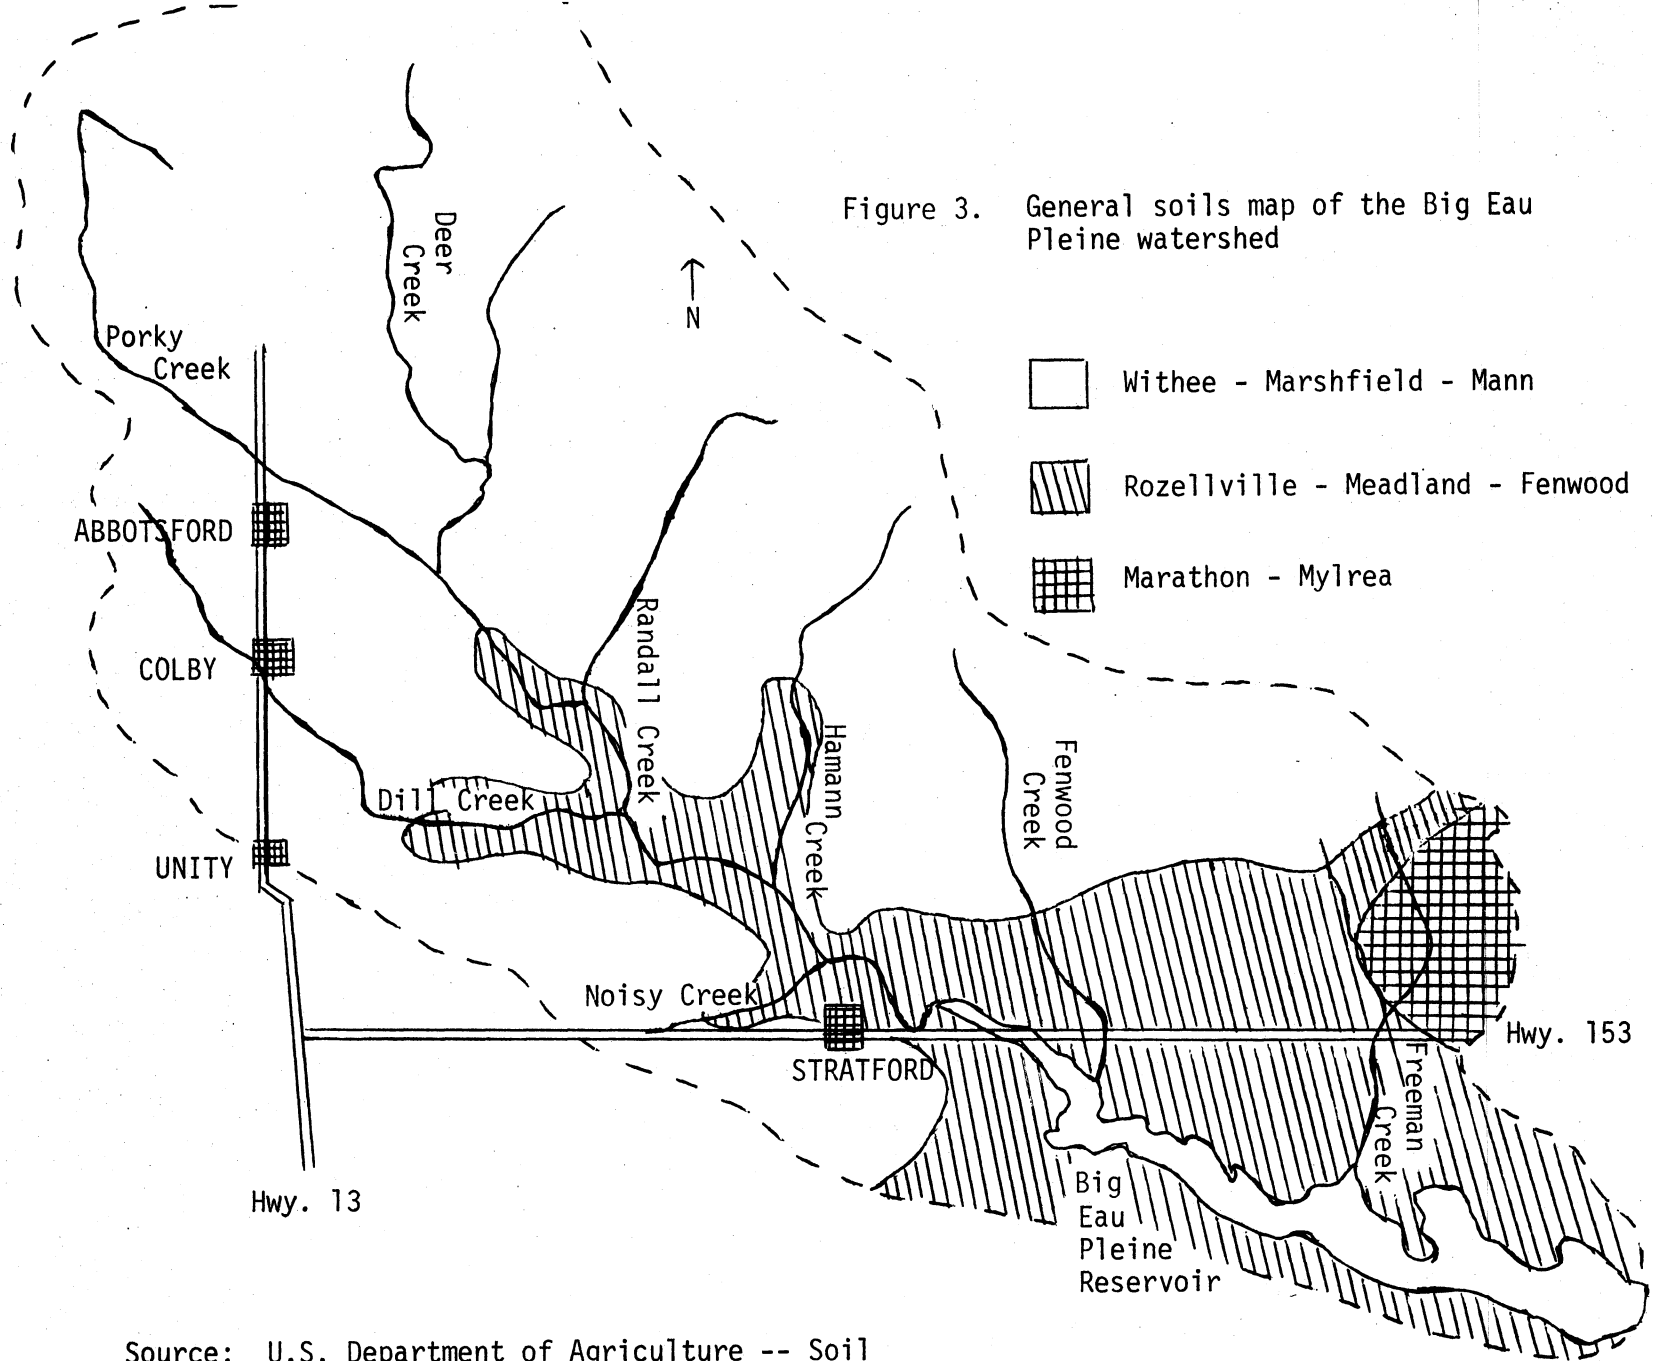 Figure 3. General soils map of the Big Eau
Pleine watershed
N
Withee - Marshfield - Mann
Rozellville - Meadland - Fenwood
Marathon - Mylrea
Deer
Creek
Porky
Creek
ABBOTSFORD
COLBY
Randall Creek
Hamann Creek
Fenwood
Creek
Dill Creek
UNITY
Noisy Creek
STRATFORD
Hwy. 153
Freeman
Creek
Big
Eau
Pleine
Reservoir
Hwy. 13
Source: U.S. Department of Agriculture -- Soil